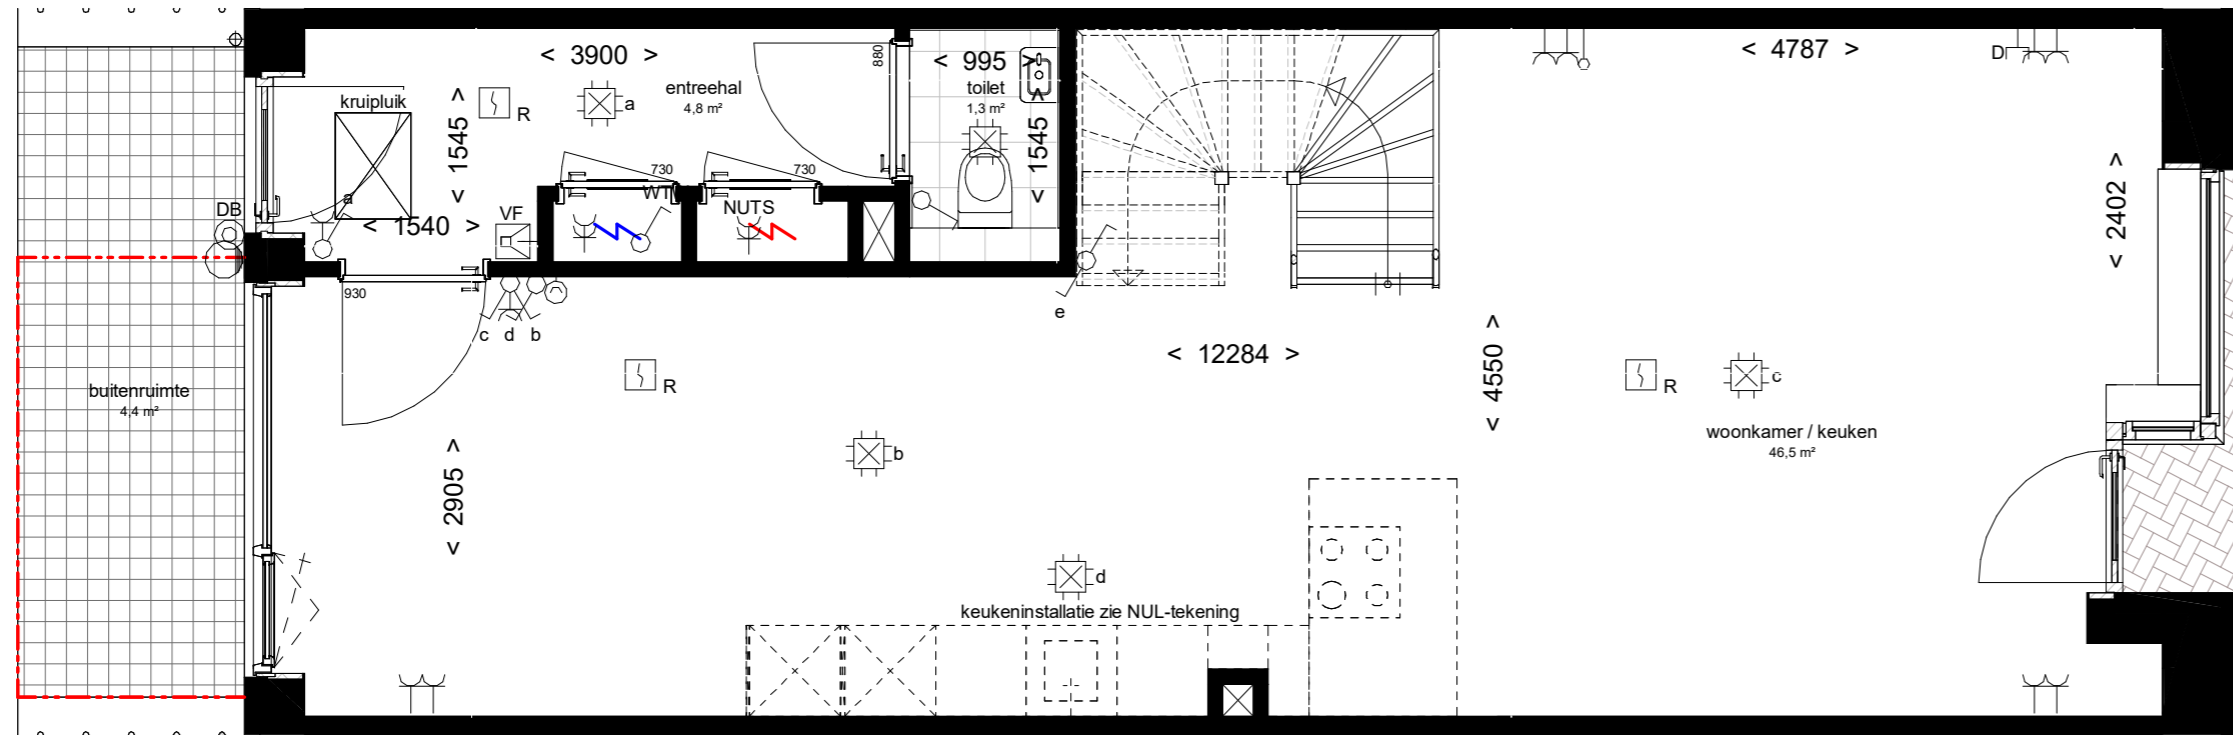 < 3900 >
880
< 995 >
< 4787 >
D
kruipluik
R
a
entreehal
4,8 m²
toilet
1,3 m²
< 1545 >
< 1545 >
730
730
WTW
NUTS
DB
VF
< 1540 >
< 2402 >
930
c d b
e
< 12284 >
< 4550 >
R
R
c
buitenruimte
4,4 m²
b
woonkamer / keuken
46,5 m²
< 2905 >
d
keukeninstallatie zie NUL-tekening